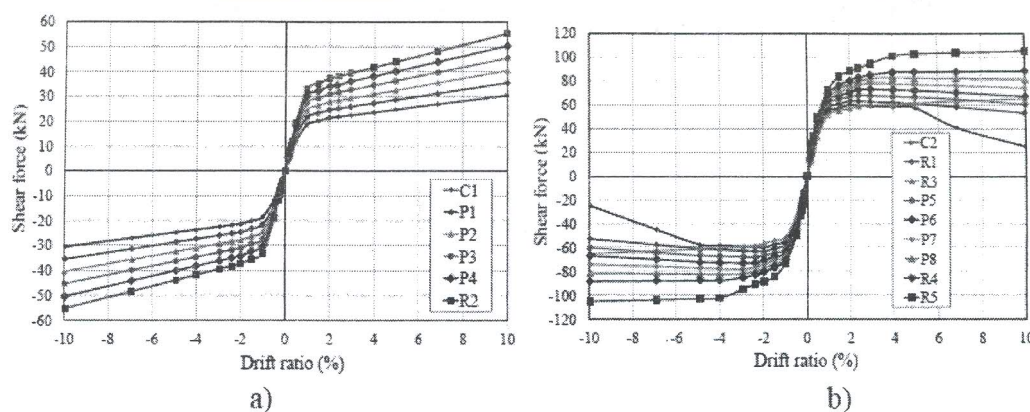 60
50
40
30
20
10
0
-10
-20
-30
-40
-50
-60
Shear force (kN)
C1
P1
P2
P3
P4
R2
-10 -8 -6 -4 -2 0 2 4 6 8 10
Drift ratio (%)
a)
120
100
80
60
40
20
0
-20
-40
-60
-80
-100
-120
Shear force (kN)
C2
R1
R3
P5
P6
P7
P8
R4
R5
-10 -8 -6 -4 -2 0 2 4 6 8 10
Drift ratio (%)
b)